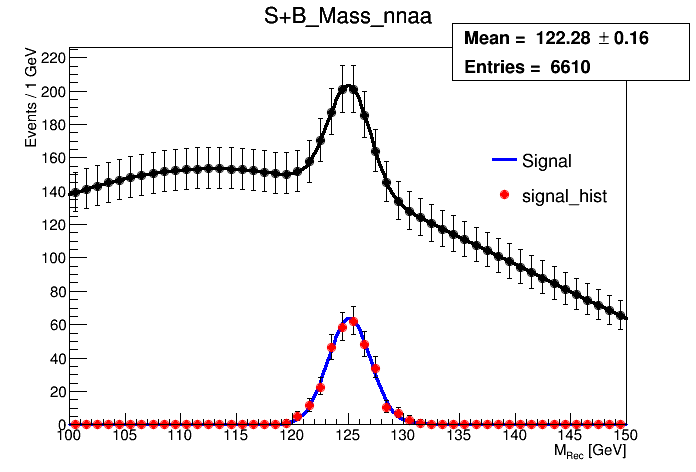 S+B_Mass_nnaa
Mean = 122.28 ± 0.16
Entries = 6610
Events / 1 GeV
220
200
180
160
140
120
100
80
60
40
20
0
Signal
signal_hist
100 105 110 115 120 125 130 135 140 145 150
M_Rec [GeV]